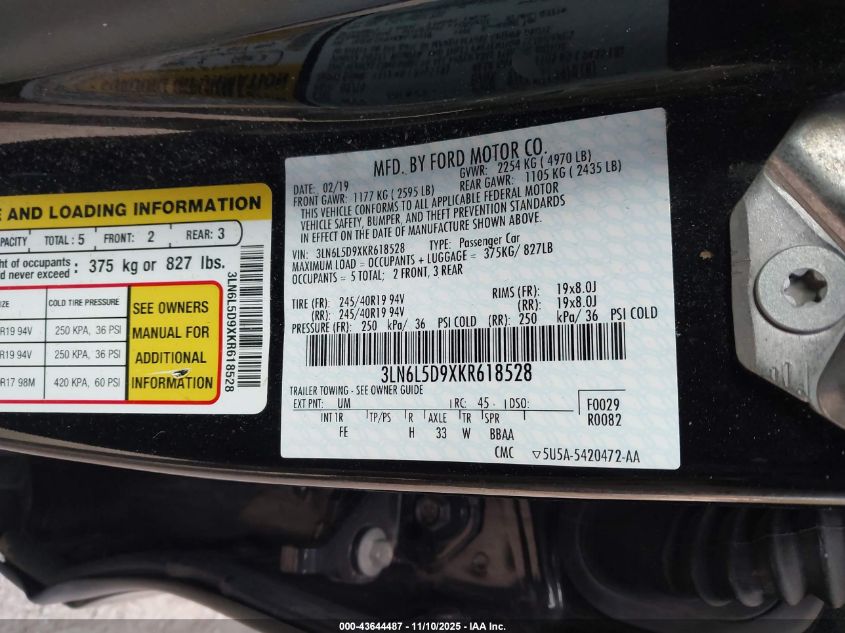 MFD. BY FORD MOTOR CO.
DATE: 02/19 GVWR: 2254 KG ( 4970 LB)
FRONT GAWR: 1177 KG ( 2595 LB) REAR GAWR: 1105 KG ( 2435 LB)
THIS VEHICLE CONFORMS TO ALL APPLICABLE FEDERAL MOTOR
VEHICLE SAFETY, BUMPER, AND THEFT PREVENTION STANDARDS
IN EFFECT ON THE DATE OF MANUFACTURE SHOWN ABOVE.
VIN: 3LN6L5D9XKR618528 TYPE: Passenger Car
MAXIMUM LOAD = OCCUPANTS + LUGGAGE = 375KG/ 827LB
OCCUPANTS = 5 TOTAL; 2 FRONT, 3 REAR
TIRE (FR): 245/40R19 94V RIMS (FR): 19x8.0J
(RR): 245/40R19 94V (RR): 19x8.0J
PRESSURE (FR): 250 kPa/ 36 PSI COLD (RR): 250 kPa/ 36 PSI COLD
3LN6L5D9XKR618528
TRAILER TOWING - SEE OWNER GUIDE
EXT PNT: UM RC: 45 DSO: F0029
INT TR TP/PS R AXLE TR SPR R0082
FE H 33 W BBAA
CMC ▽5U5A-5420472-AA
E AND LOADING INFORMATION
PACITY TOTAL: 5 FRONT: 2 REAR: 3
ght of occupants
d never exceed : 375 kg or 827 lbs.
IZE COLD TIRE PRESSURE
R19 94V 250 KPA, 36 PSI
R19 94V 250 KPA, 36 PSI
R17 98M 420 KPA, 60 PSI
SEE OWNERS
MANUAL FOR
ADDITIONAL
INFORMATION
3LN6L5D9XKR618528
000-43644487 - 11/10/2025 - IAA Inc.